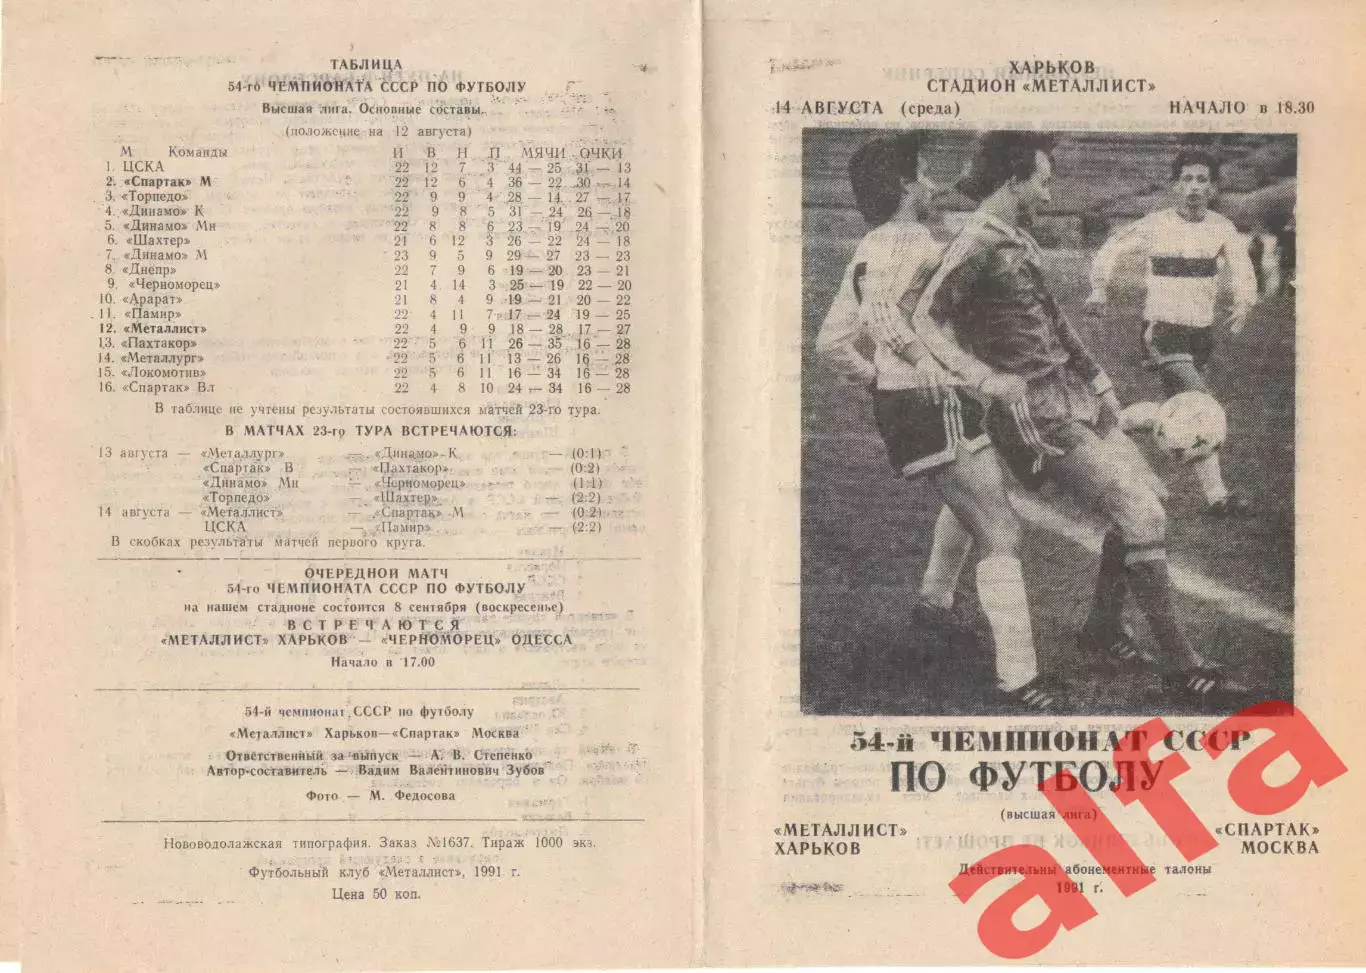 ТАБЛИЦА
54-го ЧЕМПИОНАТА СССР ПО ФУТБОЛУ
Высшая лига. Основные составы.
(положение на 12 августа)
М Команды И В Н П МЯЧИ ОЧКИ
1. ЦСКА 22 12 7 3 44 — 25 31 — 13
2. «Спартак» М 22 12 6 4 36 — 22 30 — 14
3. «Торпедо» 22 9 9 4 28 — 14 27 — 17
4. «Динамо» К 22 9 8 5 31 — 24 26 — 18
5. «Динамо» Мн 22 8 8 6 23 — 19 24 — 20
6. «Шахтер» 21 6 12 3 26 — 22 24 — 18
7. «Динамо» М 23 9 5 9 29 — 27 23 — 23
8. «Днепр» 22 7 9 6 19 — 20 23 — 21
9. «Черноморец» 21 4 14 3 25 — 19 22 — 20
10. «Арарат» 21 8 4 9 19 — 21 20 — 22
11. «Памир» 22 4 11 7 17 — 24 19 — 25
12. «Металлист» 22 4 9 9 18 — 28 17 — 27
13. «Пахтакор» 22 5 6 11 26 — 35 16 — 28
14. «Металлург» 22 5 6 11 13 — 26 16 — 28
15. «Локомотив» 22 5 6 11 16 — 34 16 — 28
16. «Спартак» Вл 22 4 8 10 24 — 34 16 — 28
В таблице не учтены результаты состоявшихся матчей 23-го тура.
В МАТЧАХ 23-го ТУРА ВСТРЕЧАЮТСЯ:
13 августа — «Металлург» — «Динамо» К — (0:1)
«Спартак» В — «Пахтакор» — (0:2)
«Динамо» Мн — «Черноморец» (1:1)
«Торпедо» — «Шахтер» — (2:2)
14 августа — «Металлист» — «Спартак» М (0:2)
ЦСКА — «Памир» — (2:2)
В скобках результаты матчей первого круга.
ОЧЕРЕДНОЙ МАТЧ
54-го ЧЕМПИОНАТА СССР ПО ФУТБОЛУ
на нашем стадионе состоится 8 сентября (воскресенье)
ВСТРЕЧАЮТСЯ
«МЕТАЛЛИСТ» ХАРЬКОВ — «ЧЕРНОМОРЕЦ» ОДЕССА
Начало в 17.00
54-й чемпионат СССР по футболу
«Металлист» Харьков—«Спартак» Москва
Ответственный за выпуск — А. В. Степенко
Автор-составитель — Вадим Валентинович Зубов
Фото — М. Федосова
Нововодолажская типография. Заказ №1637. Тираж 1000 экз.
Футбольный клуб «Металлист», 1991 г.
Цена 50 коп.
ХАРЬКОВ
СТАДИОН «МЕТАЛЛИСТ»
14 АВГУСТА (среда) НАЧАЛО в 18.30
54-й ЧЕМПИОНАТ СССР
ПО ФУТБОЛУ
(высшая лига)
«МЕТАЛЛИСТ» «СПАРТАК»
ХАРЬКОВ МОСКВА
Действительны абонементные талоны
1991 г.
alfa